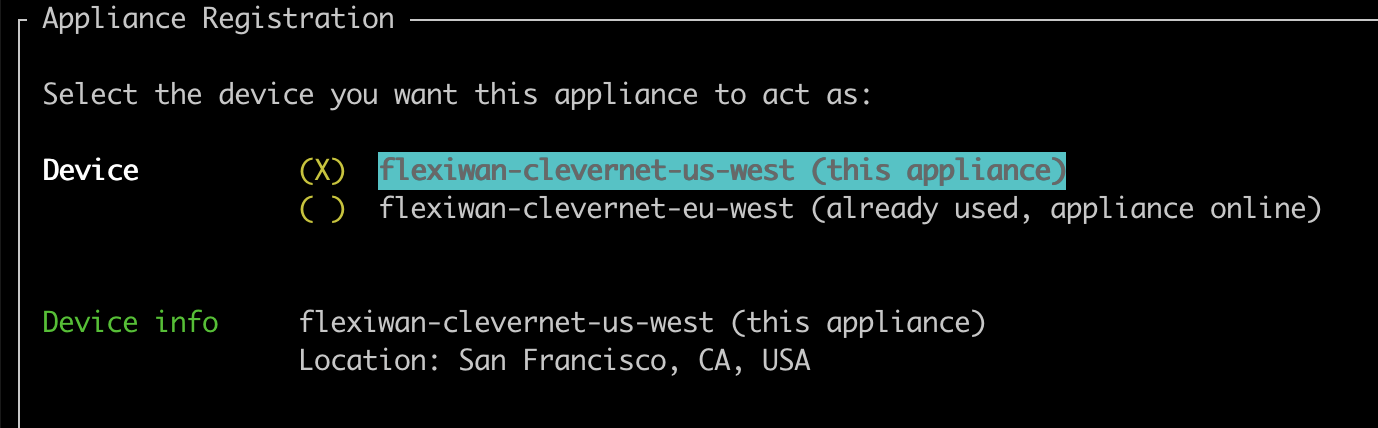 Appliance Registration
Select the device you want this appliance to act as:
Device (X) flexiwan-clevernet-us-west (this appliance)
( ) flexiwan-clevernet-eu-west (already used, appliance online)
Device info flexiwan-clevernet-us-west (this appliance)
Location: San Francisco, CA, USA